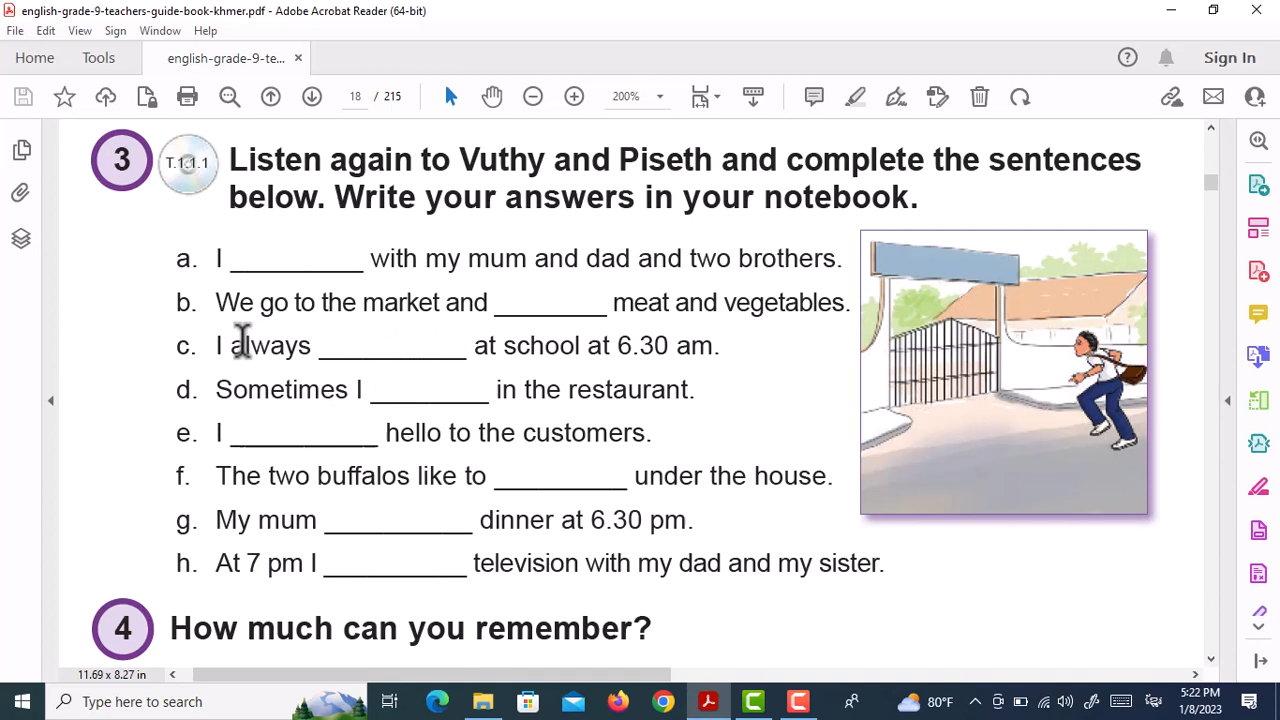 english-grade-9-teachers-guide-book-khmer.pdf - Adobe Acrobat Reader (64-bit)
File Edit View Sign Window Help
Home Tools english-grade-9-te... × Sign In
18 / 215 200%
3 T.1.1.1 Listen again to Vuthy and Piseth and complete the sentences
below. Write your answers in your notebook.
a. I _________ with my mum and dad and two brothers.
b. We go to the market and ________ meat and vegetables.
c. I always __________ at school at 6.30 am.
d. Sometimes I ________ in the restaurant.
e. I __________ hello to the customers.
f. The two buffalos like to _________ under the house.
g. My mum __________ dinner at 6.30 pm.
h. At 7 pm I __________ television with my dad and my sister.
4 How much can you remember?
11.69 x 8.27 in
Type here to search 80°F 5:22 PM
1/8/2023